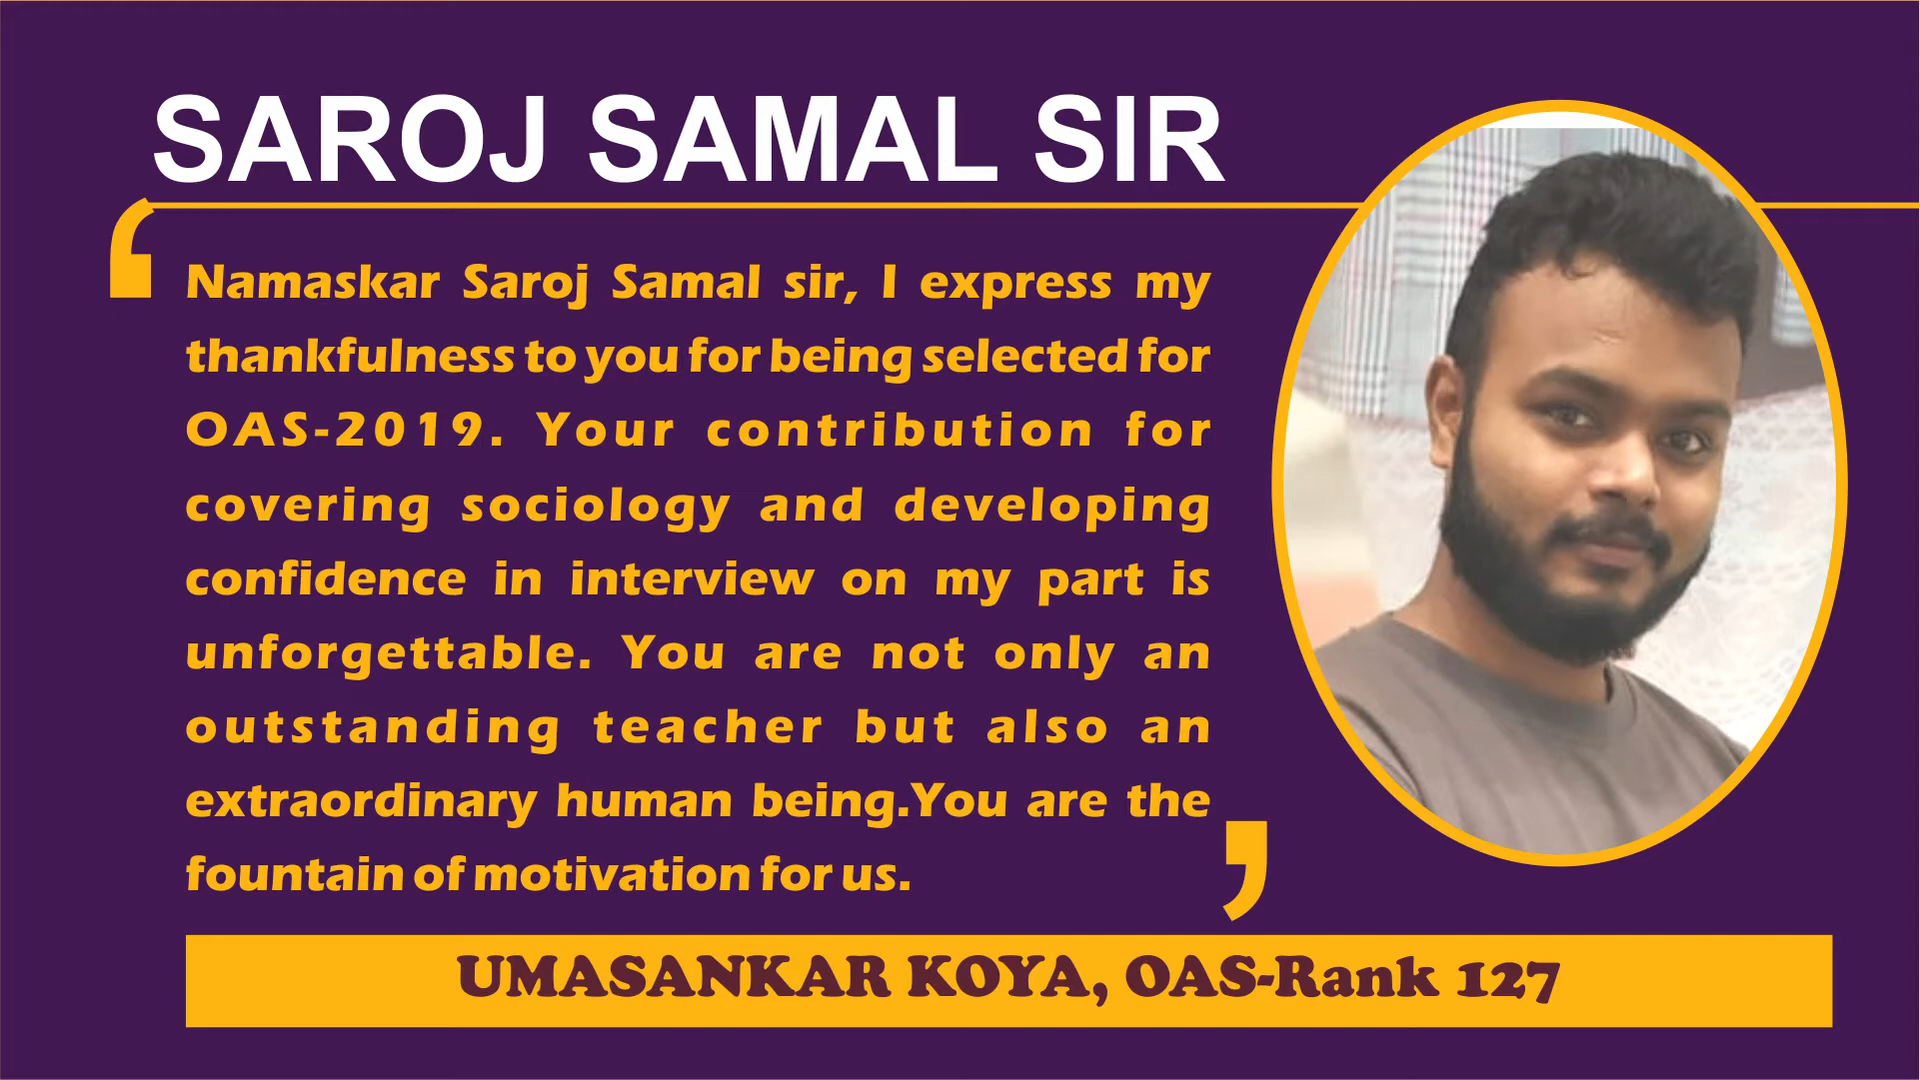 SAROJ SAMAL SIR
‘
Namaskar Saroj Samal sir, I express my
thankfulness to you for being selected for
OAS-2019. Your contribution for
covering sociology and developing
confidence in interview on my part is
unforgettable. You are not only an
outstanding teacher but also an
extraordinary human being.You are the
fountain of motivation for us.
’
UMASANKAR KOYA, OAS-Rank 127